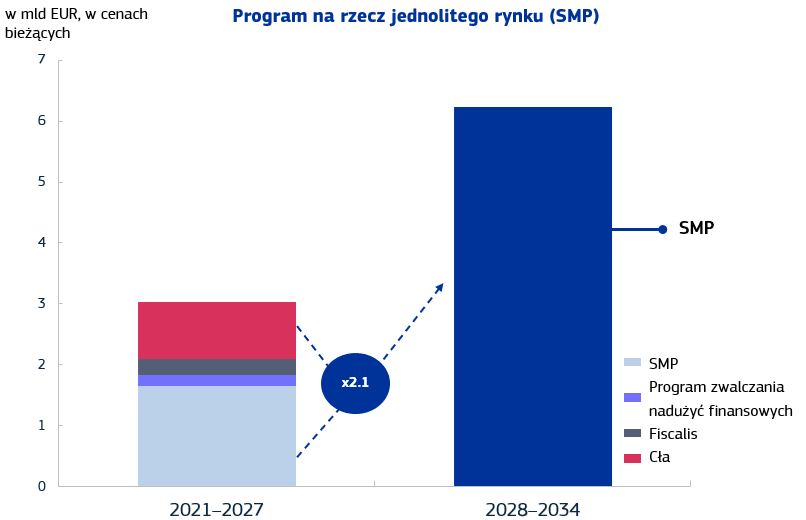 w mld EUR, w cenach
bieżących
Program na rzecz jednolitego rynku (SMP)
7
6
5
4
3
2
1
0
x2.1
SMP
SMP
Program zwalczania
nadużyć finansowych
Fiscalis
Cła
2021–2027
2028–2034